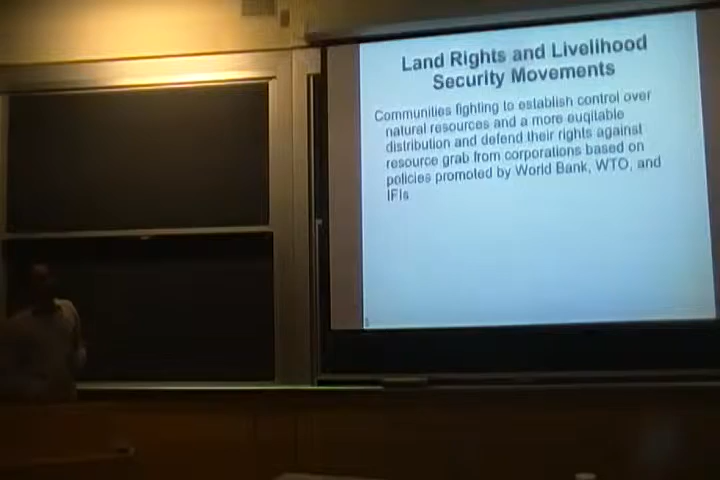 Land Rights and Livelihood
Security Movements
Communities fighting to establish control over
natural resources and a more euqitable
distribution and defend their rights against
resource grab from corporations based on
policies promoted by World Bank, WTO, and
IFIs